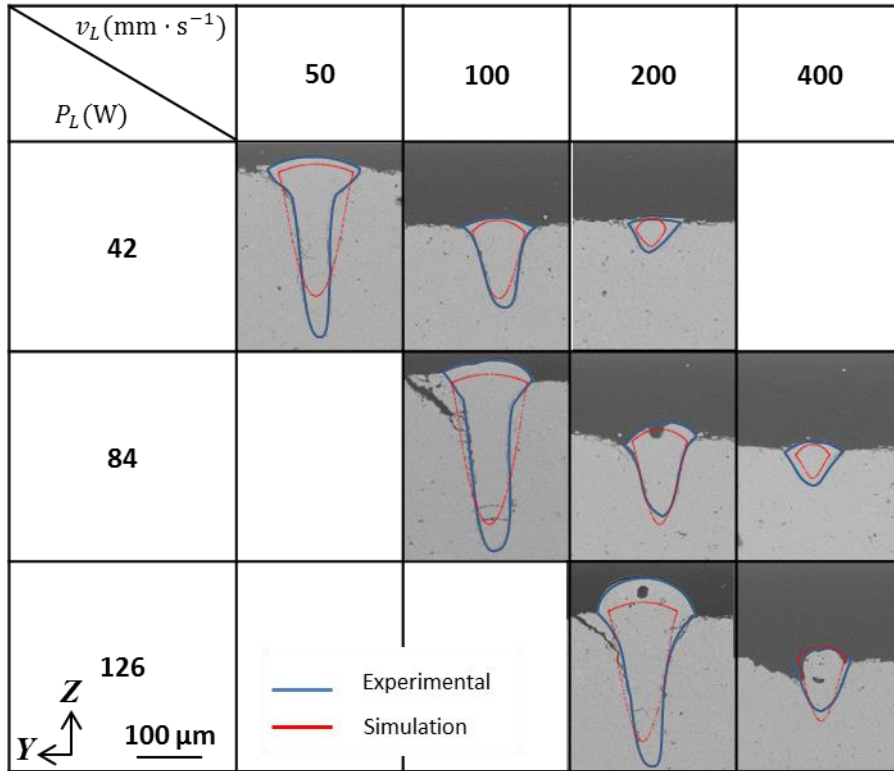 v_L(mm · s⁻¹)
P_L(W)
50
100
200
400
42
84
126
Z
Y
100 μm
Experimental
Simulation